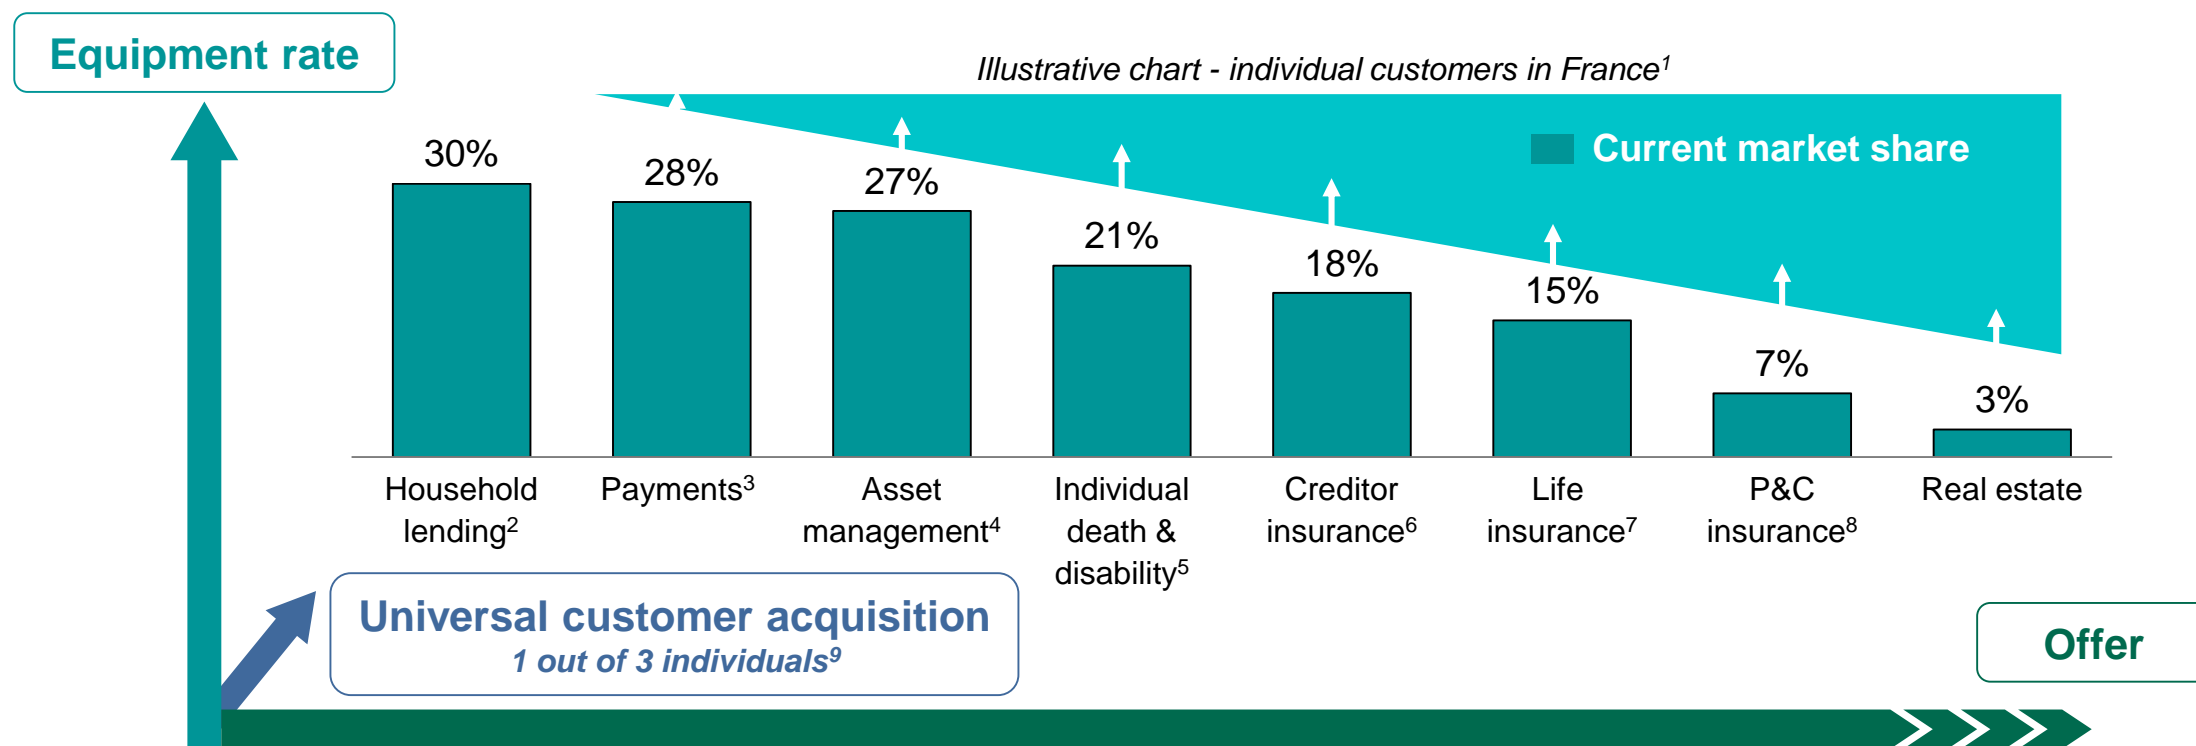 Equipment rate
Illustrative chart - individual customers in France1
Current market share
30%
28%
27%
21%
18%
15%
7%
3%
Household
lending2
Payments3
Asset
management4
Individual
death &
disability5
Creditor
insurance6
Life
insurance7
P&C
insurance8
Real estate
Universal customer acquisition
1 out of 3 individuals9
Offer